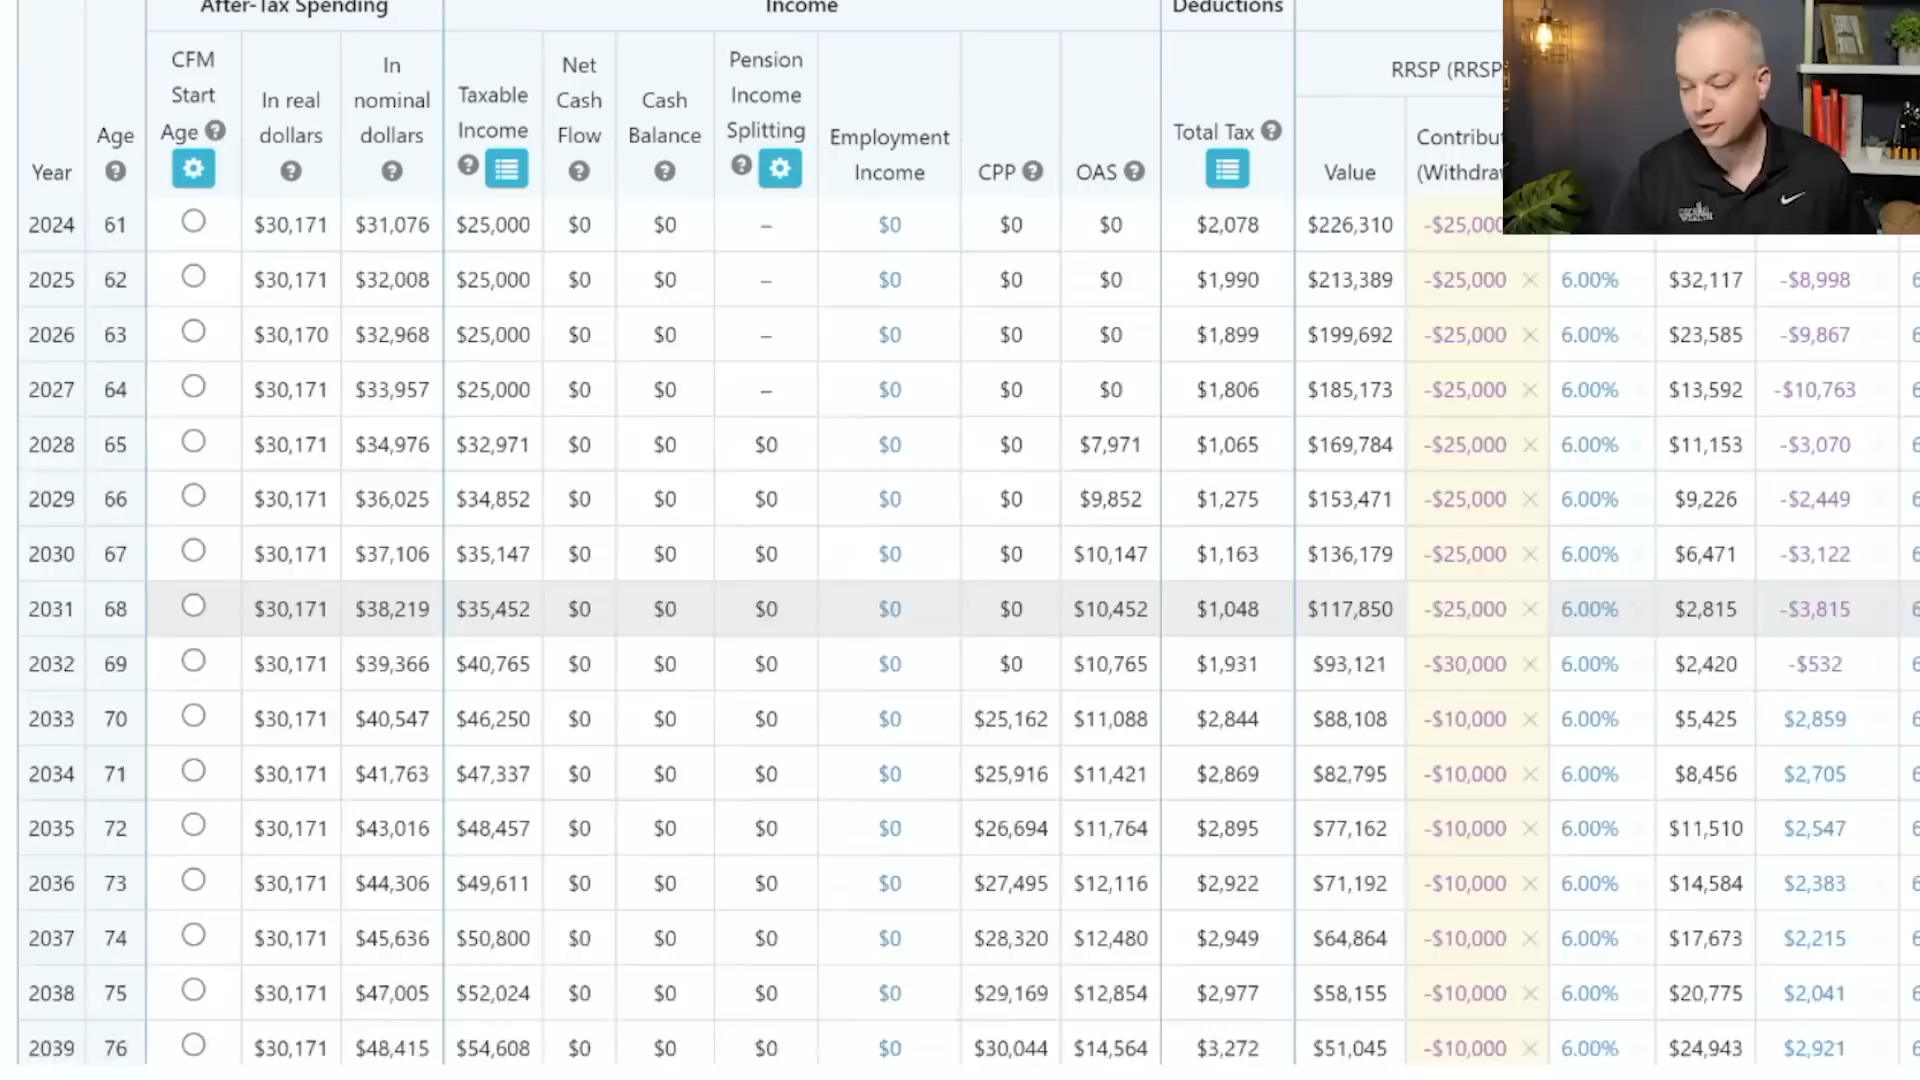 After-Tax Spending Income Deductions
Year Age CFM Start Age In real dollars In nominal dollars Taxable Income Net Cash Flow Cash Balance Pension Income Splitting Employment Income CPP OAS Total Tax RRSP (RRSP Value Contribut (Withdraw
2024 61 $30,171 $31,076 $25,000 $0 $0 – $0 $0 $0 $2,078 $226,310 -$25,000
2025 62 $30,171 $32,008 $25,000 $0 $0 – $0 $0 $0 $1,990 $213,389 -$25,000 × 6.00% $32,117 -$8,998 6
2026 63 $30,170 $32,968 $25,000 $0 $0 – $0 $0 $0 $1,899 $199,692 -$25,000 × 6.00% $23,585 -$9,867 6
2027 64 $30,171 $33,957 $25,000 $0 $0 – $0 $0 $0 $1,806 $185,173 -$25,000 × 6.00% $13,592 -$10,763 6
2028 65 $30,171 $34,976 $32,971 $0 $0 $0 $0 $0 $7,971 $1,065 $169,784 -$25,000 × 6.00% $11,153 -$3,070 6
2029 66 $30,171 $36,025 $34,852 $0 $0 $0 $0 $0 $9,852 $1,275 $153,471 -$25,000 × 6.00% $9,226 -$2,449 6
2030 67 $30,171 $37,106 $35,147 $0 $0 $0 $0 $0 $10,147 $1,163 $136,179 -$25,000 × 6.00% $6,471 -$3,122 6
2031 68 $30,171 $38,219 $35,452 $0 $0 $0 $0 $0 $10,452 $1,048 $117,850 -$25,000 × 6.00% $2,815 -$3,815 6
2032 69 $30,171 $39,366 $40,765 $0 $0 $0 $0 $0 $10,765 $1,931 $93,121 -$30,000 × 6.00% $2,420 -$532 6
2033 70 $30,171 $40,547 $46,250 $0 $0 $0 $0 $25,162 $11,088 $2,844 $88,108 -$10,000 × 6.00% $5,425 $2,859 6
2034 71 $30,171 $41,763 $47,337 $0 $0 $0 $0 $25,916 $11,421 $2,869 $82,795 -$10,000 × 6.00% $8,456 $2,705 6
2035 72 $30,171 $43,016 $48,457 $0 $0 $0 $0 $26,694 $11,764 $2,895 $77,162 -$10,000 × 6.00% $11,510 $2,547 6
2036 73 $30,171 $44,306 $49,611 $0 $0 $0 $0 $27,495 $12,116 $2,922 $71,192 -$10,000 × 6.00% $14,584 $2,383 6
2037 74 $30,171 $45,636 $50,800 $0 $0 $0 $0 $28,320 $12,480 $2,949 $64,864 -$10,000 × 6.00% $17,673 $2,215 6
2038 75 $30,171 $47,005 $52,024 $0 $0 $0 $0 $29,169 $12,854 $2,977 $58,155 -$10,000 × 6.00% $20,775 $2,041 6
2039 76 $30,171 $48,415 $54,608 $0 $0 $0 $0 $30,044 $14,564 $3,272 $51,045 -$10,000 × 6.00% $24,943 $2,921 6